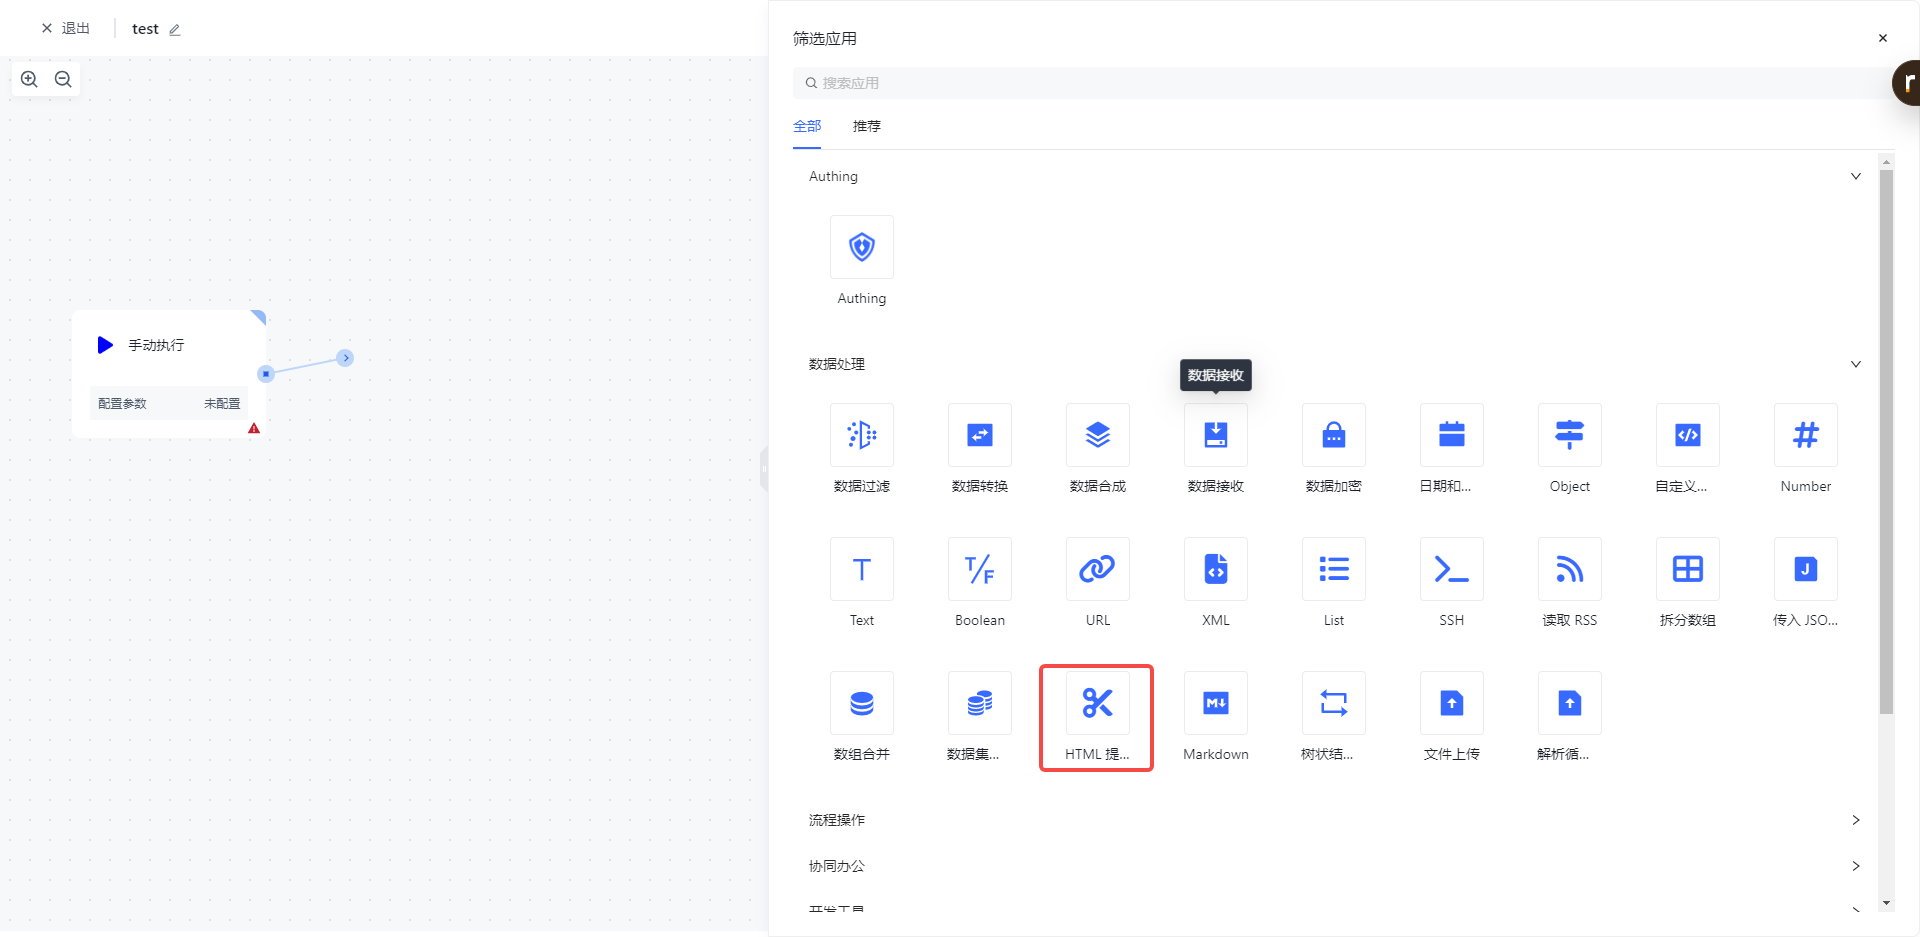 退出
test
筛选应用
搜索应用
全部 推荐
Authing
Authing
手动执行
配置参数 未配置
数据处理
数据接收
数据过滤 数据转换 数据合成 数据接收 数据加密 日期和... Object 自定义... Number
T T/F J
Text Boolean URL XML List SSH 读取 RSS 拆分数组 传入 JSO...
M
数组合并 数据集... HTML 提... Markdown 树状结... 文件上传 解析循...
流程操作
协同办公
开发工具
r